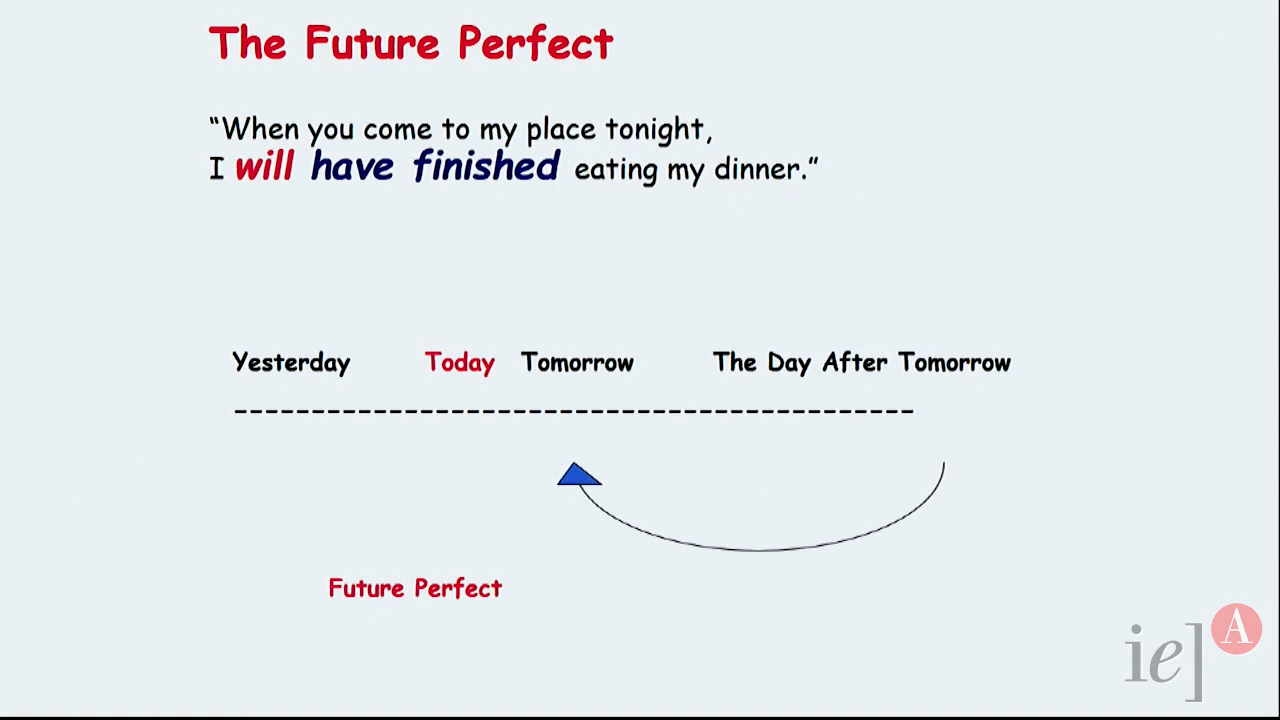 The Future Perfect
“When you come to my place tonight,
I will have finished eating my dinner.”
Yesterday Today Tomorrow The Day After Tomorrow
Future Perfect
ie] A